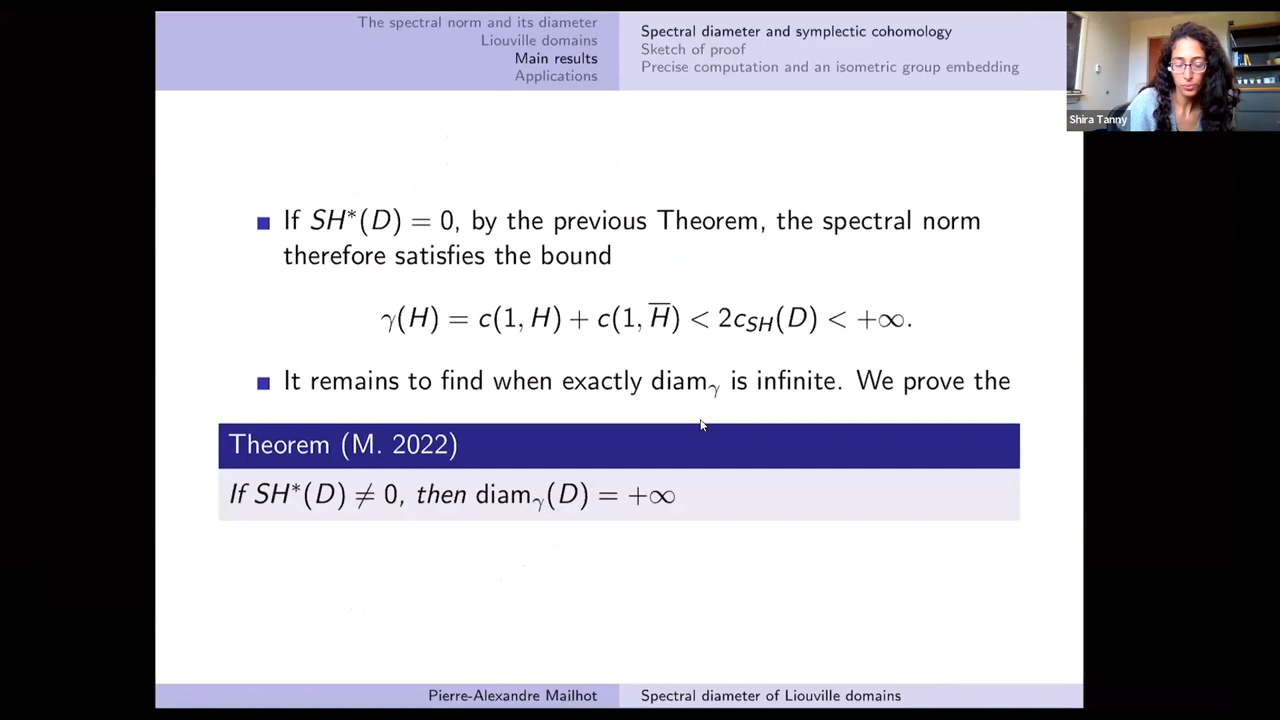 The spectral norm and its diameter
Liouville domains
Main results
Applications
Spectral diameter and symplectic cohomology
Sketch of proof
Precise computation and an isometric group embedding
Shira Tanny
If SH*(D) = 0, by the previous Theorem, the spectral norm
therefore satisfies the bound
γ(H) = c(1, H) + c(1, H̅) < 2c_{SH}(D) < +∞.
It remains to find when exactly diam_γ is infinite. We prove the
Theorem (M. 2022)
If SH*(D) ≠ 0, then diam_γ(D) = +∞
Pierre-Alexandre Mailhot
Spectral diameter of Liouville domains